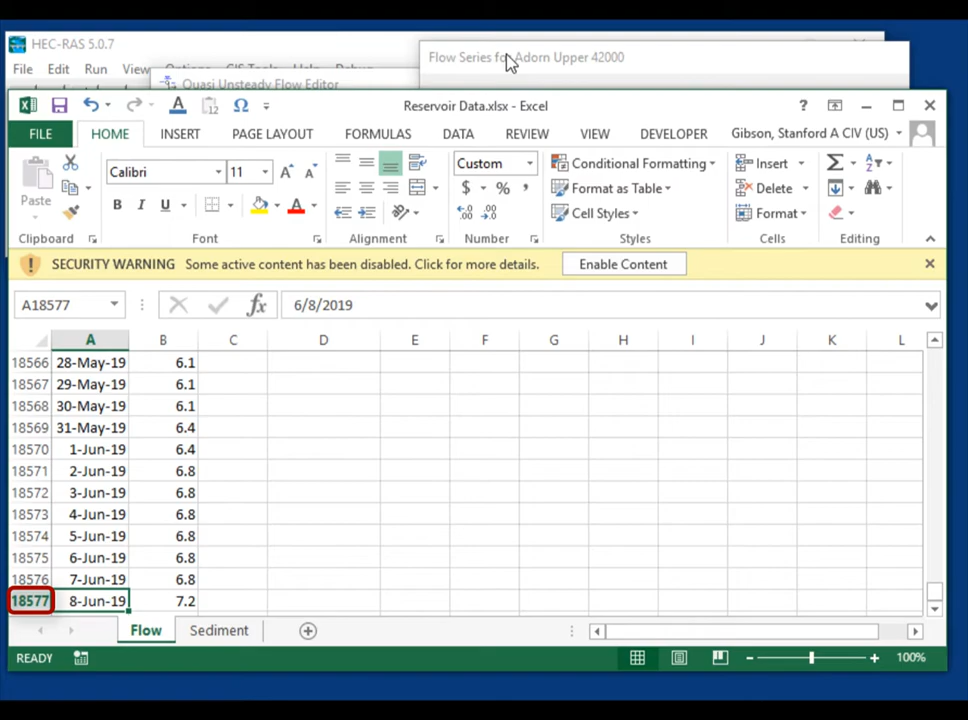 HEC-RAS 5.0.7
Flow Series for Adorn Upper 42000
File Edit Run View Options GIS Tools Help Debug
Quasi Unsteady Flow Editor
Reservoir Data.xlsx - Excel
FILE HOME INSERT PAGE LAYOUT FORMULAS DATA REVIEW VIEW DEVELOPER Gibson, Stanford A CIV (US)
Paste Calibri 11 Custom Conditional Formatting Insert
$ % , Format as Table Delete
B I U A Cell Styles Format
Clipboard Font Alignment Number Styles Cells Editing
SECURITY WARNING Some active content has been disabled. Click for more details. Enable Content
A18577 fx 6/8/2019
A B C D E F G H I J K L
18566 28-May-19 6.1
18567 29-May-19 6.1
18568 30-May-19 6.1
18569 31-May-19 6.4
18570 1-Jun-19 6.4
18571 2-Jun-19 6.8
18572 3-Jun-19 6.8
18573 4-Jun-19 6.8
18574 5-Jun-19 6.8
18575 6-Jun-19 6.8
18576 7-Jun-19 6.8
18577 8-Jun-19 7.2
Flow Sediment
READY 100%